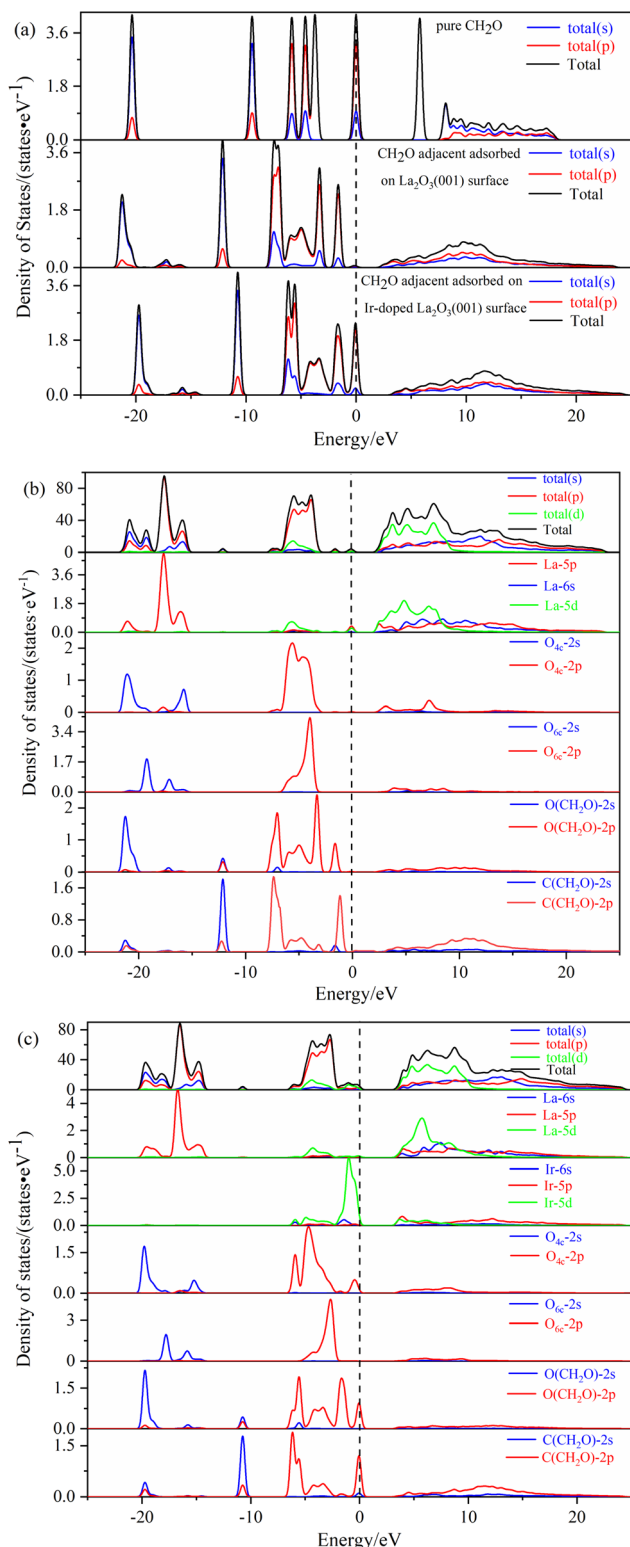 (a)
Density of States/(states•eV⁻¹)
3.6
1.8
0.0
pure CH₂O
total(s)
total(p)
Total
3.6
1.8
0.0
CH₂O adjacent adsorbed
on La₂O₃(001) surface
total(s)
total(p)
Total
3.6
1.8
0.0
CH₂O adjacent adsorbed on
Ir-doped La₂O₃(001) surface
total(s)
total(p)
Total
-20 -15 -10 -5 0 5 10 15 20
Energy/eV
(b)
Density of states/(states·eV⁻¹)
80
40
0
total(s)
total(p)
total(d)
Total
3.6
1.8
0.0
La-5p
La-6s
La-5d
2
1
0
O₄c-2s
O₄c-2p
3.4
1.7
0.0
O₆c-2s
O₆c-2p
2
1
0
O(CH₂O)-2s
O(CH₂O)-2p
1.6
0.8
0.0
C(CH₂O)-2s
C(CH₂O)-2p
-20 -10 0 10 20
Energy/eV
(c)
Density of states/(states•eV⁻¹)
80
40
0
total(s)
total(p)
total(d)
Total
4
2
0
La-6s
La-5p
La-5d
5.0
2.5
0.0
Ir-6s
Ir-5p
Ir-5d
1.5
0.0
O₄c-2s
O₄c-2p
3
0
O₆c-2s
O₆c-2p
1.5
0.0
O(CH₂O)-2s
O(CH₂O)-2p
1.5
0.0
C(CH₂O)-2s
C(CH₂O)-2p
-20 -15 -10 -5 0 5 10 15 20
Energy/eV